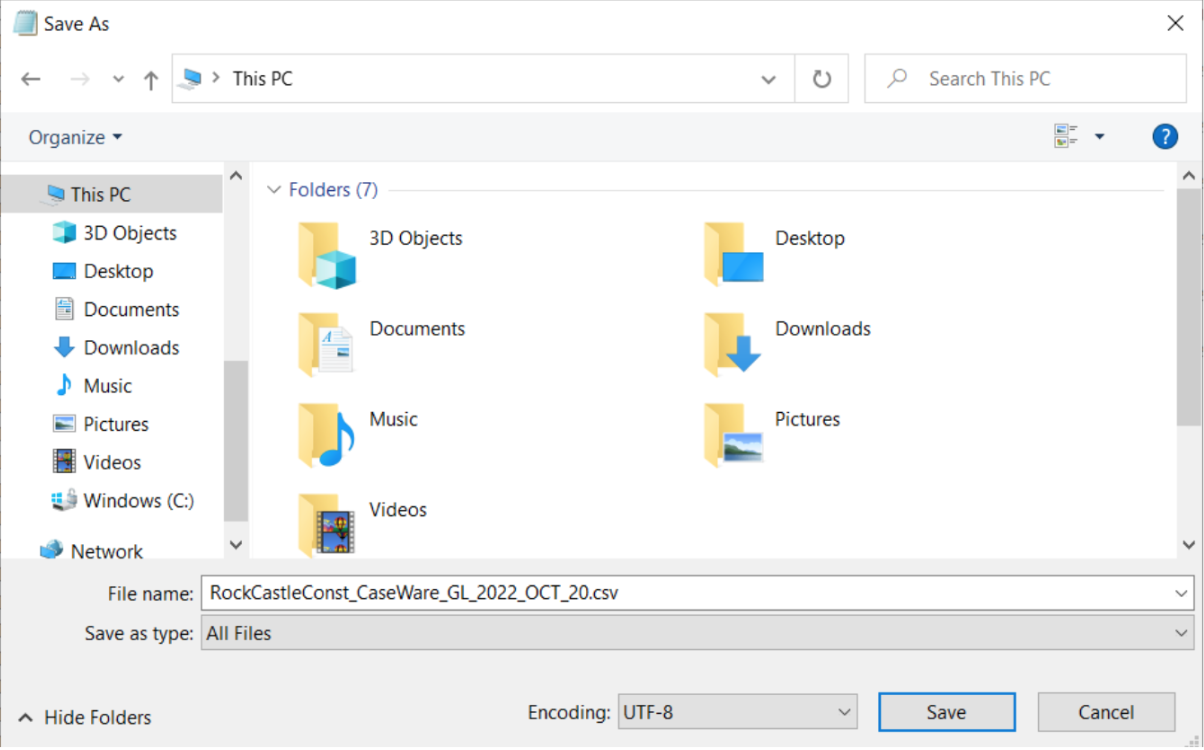 Save As
This PC
Search This PC
Organize
?
This PC
3D Objects
Desktop
Documents
Downloads
Music
Pictures
Videos
Windows (C:)
Network
Folders (7)
3D Objects
Desktop
Documents
Downloads
Music
Pictures
Videos
File name: RockCastleConst_CaseWare_GL_2022_OCT_20.csv
Save as type: All Files
Hide Folders Encoding: UTF-8 Save Cancel